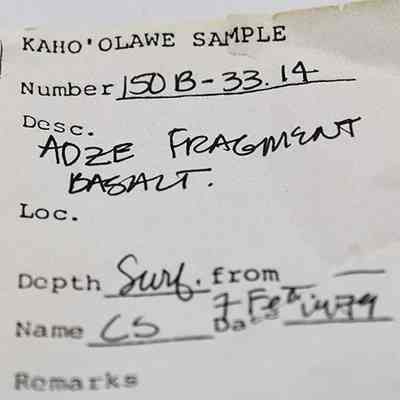 KAHO'OLAWE SAMPLE
Number 150B-33.14
Desc.
ADZE FRAGMENT
BASALT.
Loc.
Depth Surf. from —
Name CS Date 7 Feb 1979
Remarks